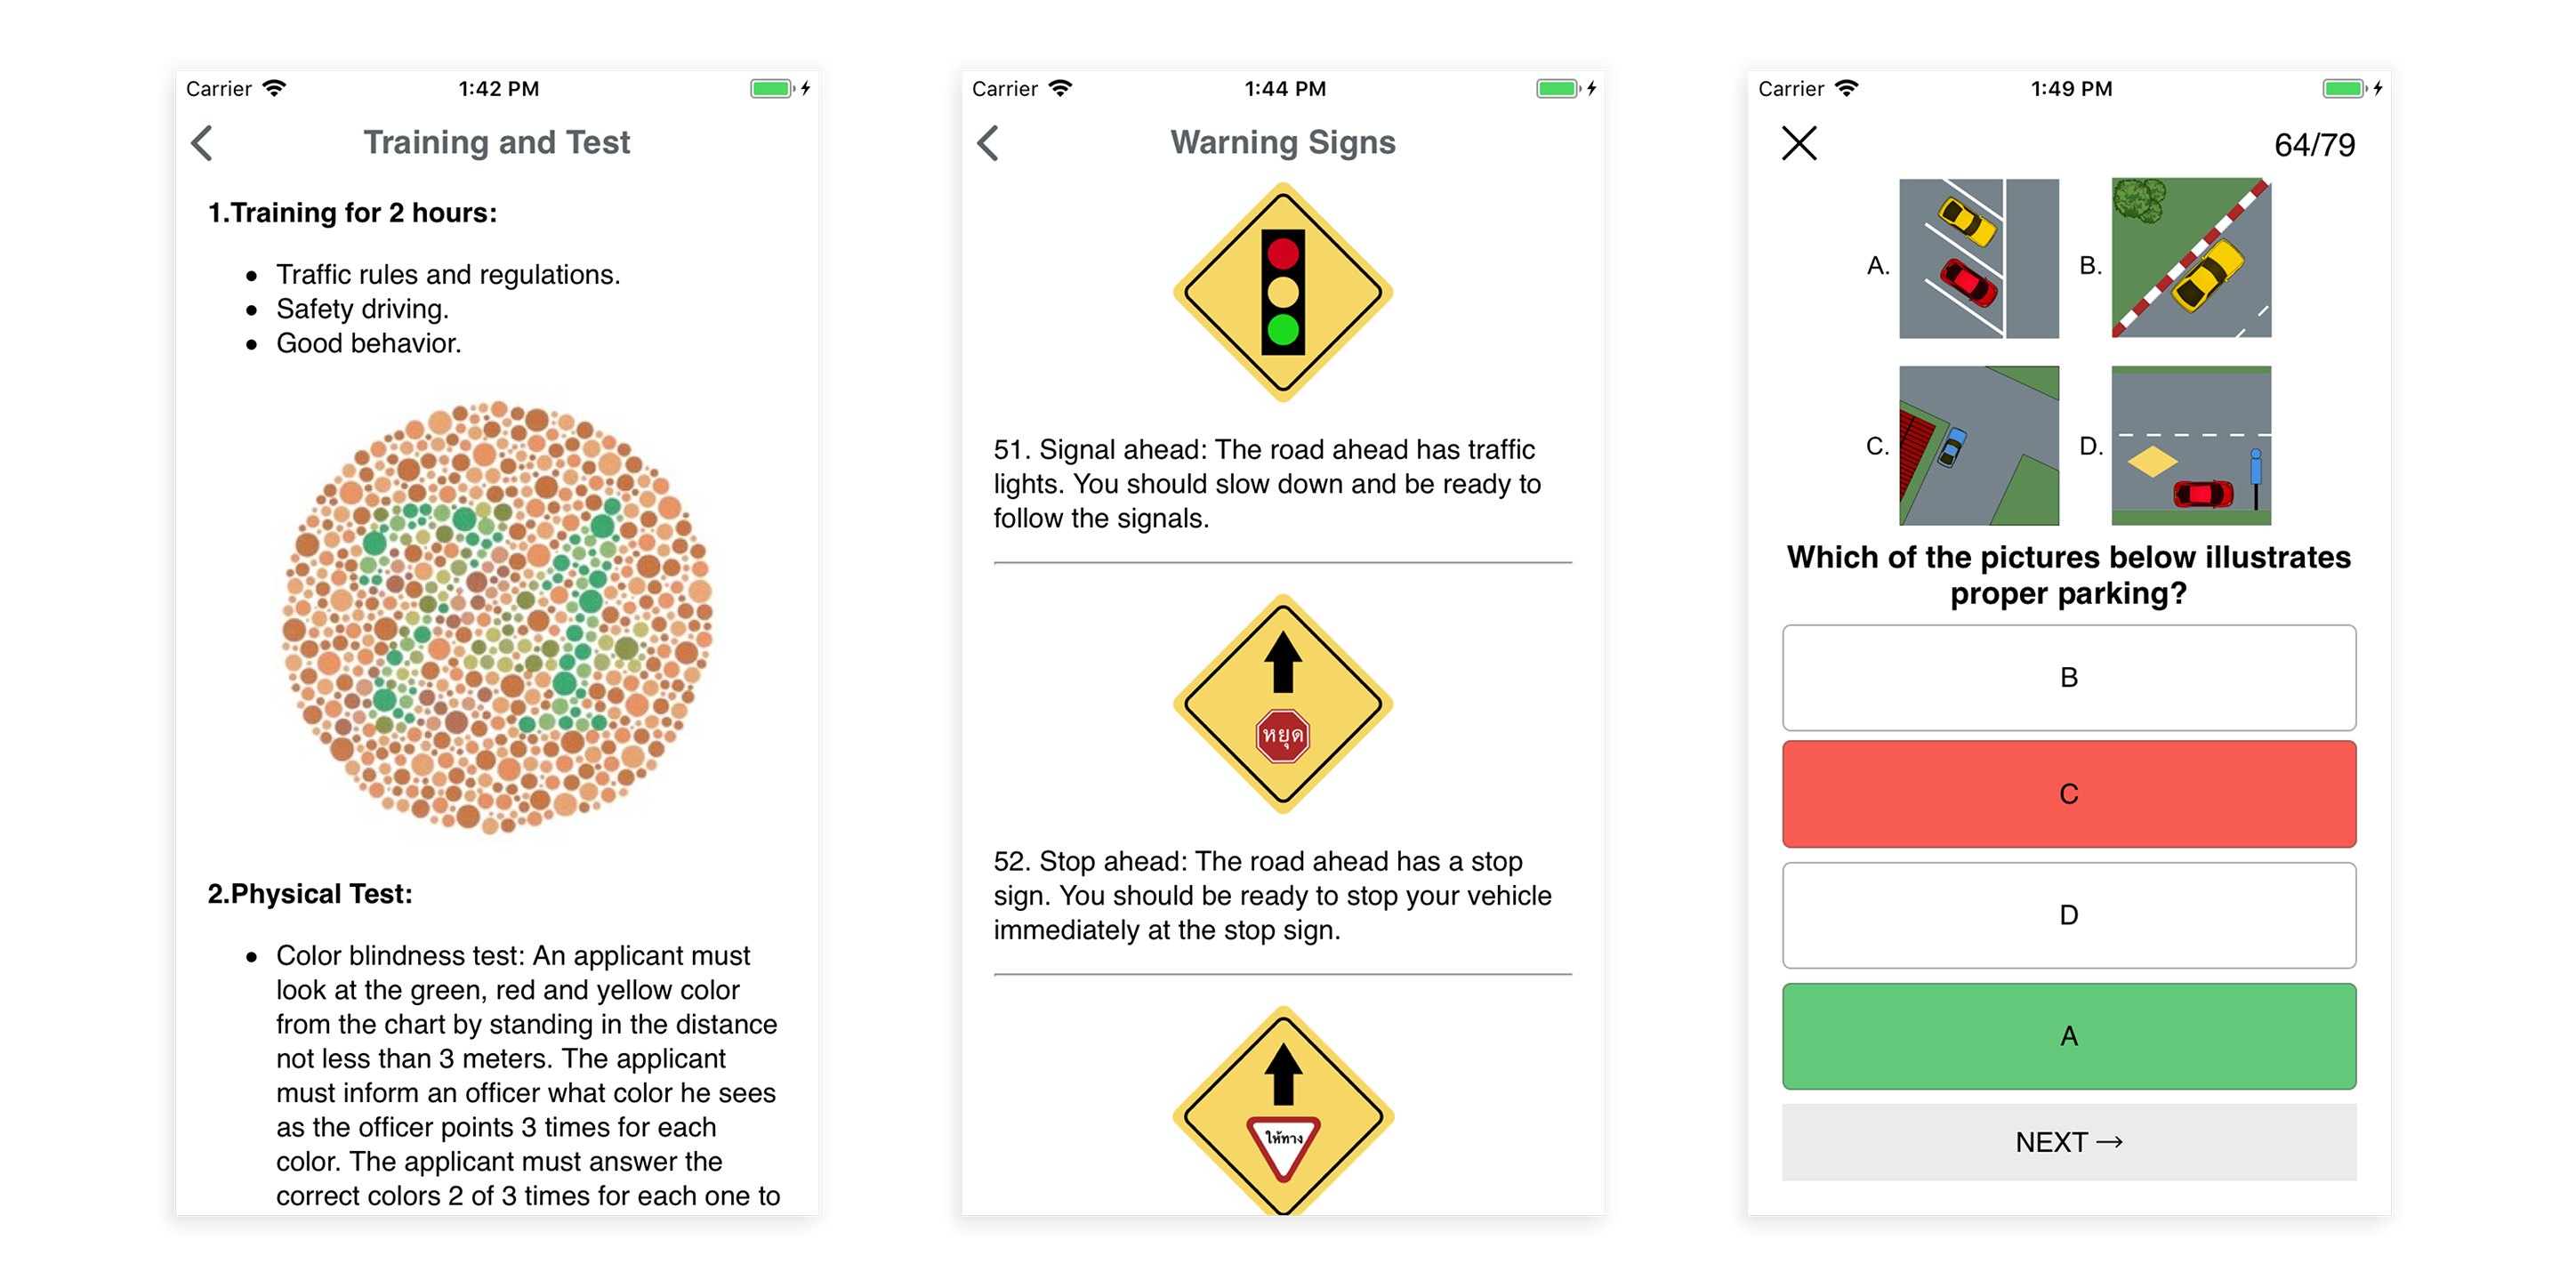 Carrier 1:42 PM
Training and Test
1.Training for 2 hours:
• Traffic rules and regulations.
• Safety driving.
• Good behavior.
2.Physical Test:
• Color blindness test: An applicant must
look at the green, red and yellow color
from the chart by standing in the distance
not less than 3 meters. The applicant
must inform an officer what color he sees
as the officer points 3 times for each
color. The applicant must answer the
correct colors 2 of 3 times for each one to
Carrier 1:44 PM
Warning Signs
51. Signal ahead: The road ahead has traffic
lights. You should slow down and be ready to
follow the signals.
หยุด
52. Stop ahead: The road ahead has a stop
sign. You should be ready to stop your vehicle
immediately at the stop sign.
ให้ทาง
Carrier 1:49 PM
64/79
A. B.
C. D.
Which of the pictures below illustrates
proper parking?
B
C
D
A
NEXT →